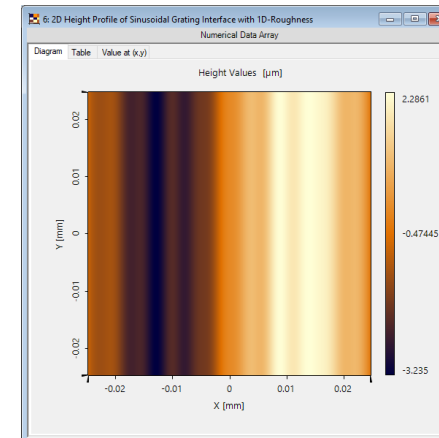 6: 2D Height Profile of Sinusoidal Grating Interface with 1D-Roughness
Numerical Data Array
Diagram Table Value at (x,y)
Height Values [µm]
0.02
0.01
0
-0.01
-0.02
Y [mm]
2.2861
-0.47445
-3.235
-0.02 -0.01 0 0.01 0.02
X [mm]